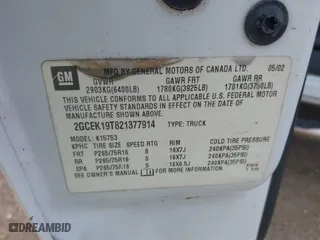 GM
MFD BY GENERAL MOTORS OF CANADA LTD. 05/02
GVWR GAWR FRT GAWR RR
2903KG(6400LB) 1780KG(3925LB) 1701KG(3750LB)
THIS VEHICLE CONFORMS TO ALL APPLICABLE U.S. FEDERAL MOTOR
VEHICLE SAFETY STANDARDS IN EFFECT ON THE DATE OF
MANUFACTURE SHOWN ABOVE.
2GCEK19T821377914 TYPE: TRUCK
MODEL: K15753
KPHC TIRE SIZE SPEED RTG RIM COLD TIRE PRESSURE
FRT P265/75R16 S 16X7J 240KPA(35PSI)
RR P265/75R16 S 16X7J 240KPA(35PSI)
SPA P265/75R16 S 16X6.5J 240KPA(35PSI)
SEE OWNER'S MANUAL FOR ADDITIONAL INFORMATION
DREAMBID